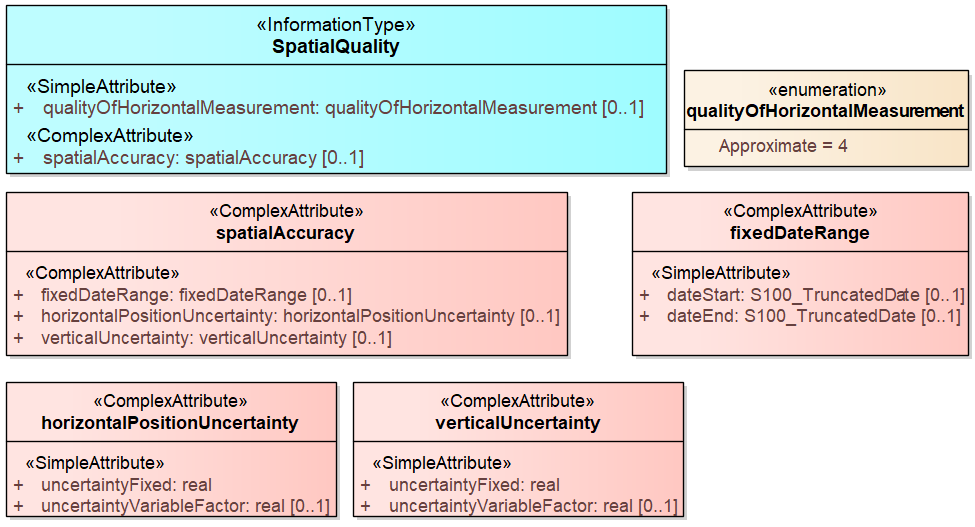 «InformationType»
SpatialQuality
«SimpleAttribute»
+ qualityOfHorizontalMeasurement: qualityOfHorizontalMeasurement [0..1]
«ComplexAttribute»
+ spatialAccuracy: spatialAccuracy [0..1]
«enumeration»
qualityOfHorizontalMeasurement
Approximate = 4
«ComplexAttribute»
spatialAccuracy
«ComplexAttribute»
+ fixedDateRange: fixedDateRange [0..1]
+ horizontalPositionUncertainty: horizontalPositionUncertainty [0..1]
+ verticalUncertainty: verticalUncertainty [0..1]
«ComplexAttribute»
fixedDateRange
«SimpleAttribute»
+ dateStart: S100_TruncatedDate [0..1]
+ dateEnd: S100_TruncatedDate [0..1]
«ComplexAttribute»
horizontalPositionUncertainty
«SimpleAttribute»
+ uncertaintyFixed: real
+ uncertaintyVariableFactor: real [0..1]
«ComplexAttribute»
verticalUncertainty
«SimpleAttribute»
+ uncertaintyFixed: real
+ uncertaintyVariableFactor: real [0..1]